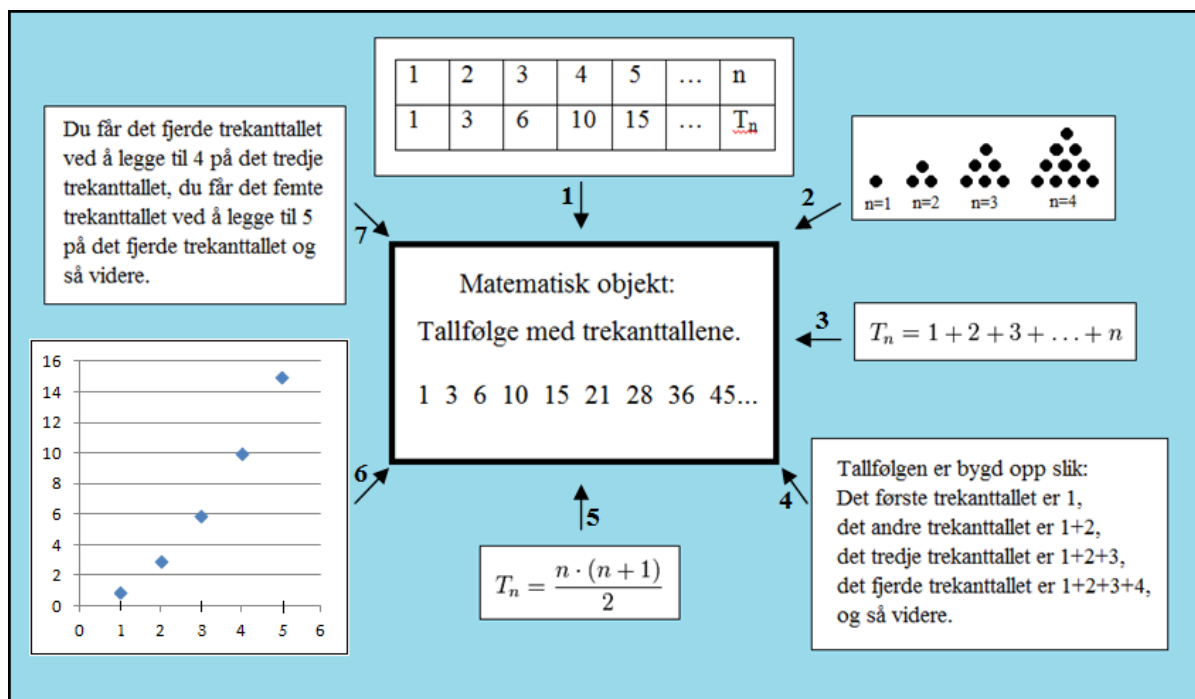 1 2 3 4 5 ... n
1 3 6 10 15 ... Tn
1
n=1 n=2 n=3 n=4
2
Du får det fjerde trekanttallet
ved å legge til 4 på det tredje
trekanttallet, du får det femte
trekanttallet ved å legge til 5
på det fjerde trekanttallet og
så videre.
7
Matematisk objekt:
Tallfølge med trekanttallene.
1 3 6 10 15 21 28 36 45...
3
Tₙ = 1 + 2 + 3 + ... + n
16
14
12
10
8
6
4
2
0
0 1 2 3 4 5 6
6
5
Tₙ = n · (n + 1) / 2
4
Tallfølgen er bygd opp slik:
Det første trekanttallet er 1,
det andre trekanttallet er 1+2,
det tredje trekanttallet er 1+2+3,
det fjerde trekanttallet er 1+2+3+4,
og så videre.